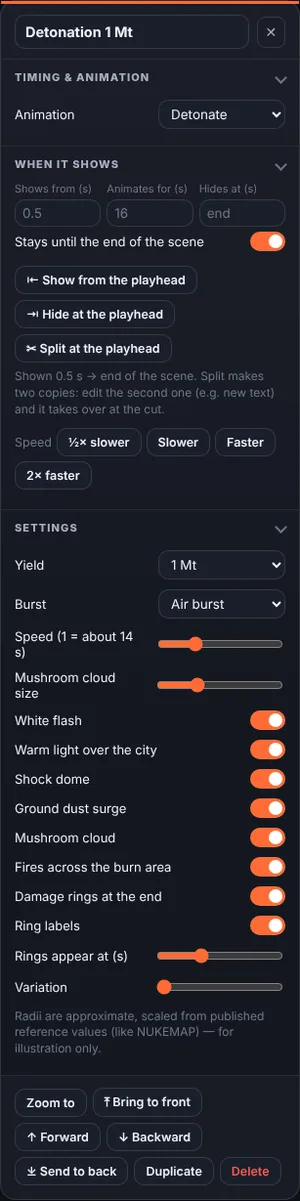 Detonation 1 Mt
✕
TIMING & ANIMATION
Animation
Detonate
WHEN IT SHOWS
Shows from (s) Animates for (s) Hides at (s)
0.5 16 end
Stays until the end of the scene
⇤ Show from the playhead
⇥ Hide at the playhead
✂ Split at the playhead
Shown 0.5 s → end of the scene. Split makes
two copies: edit the second one (e.g. new text)
and it takes over at the cut.
Speed ½× slower Slower Faster
2× faster
SETTINGS
Yield 1 Mt
Burst Air burst
Speed (1 = about 14
s)
Mushroom cloud
size
White flash
Warm light over the city
Shock dome
Ground dust surge
Mushroom cloud
Fires across the burn area
Damage rings at the end
Ring labels
Rings appear at (s)
Variation
Radii are approximate, scaled from published
reference values (like NUKEMAP) — for
illustration only.
Zoom to ⤒ Bring to front
↑ Forward ↓ Backward
⤓ Send to back Duplicate Delete